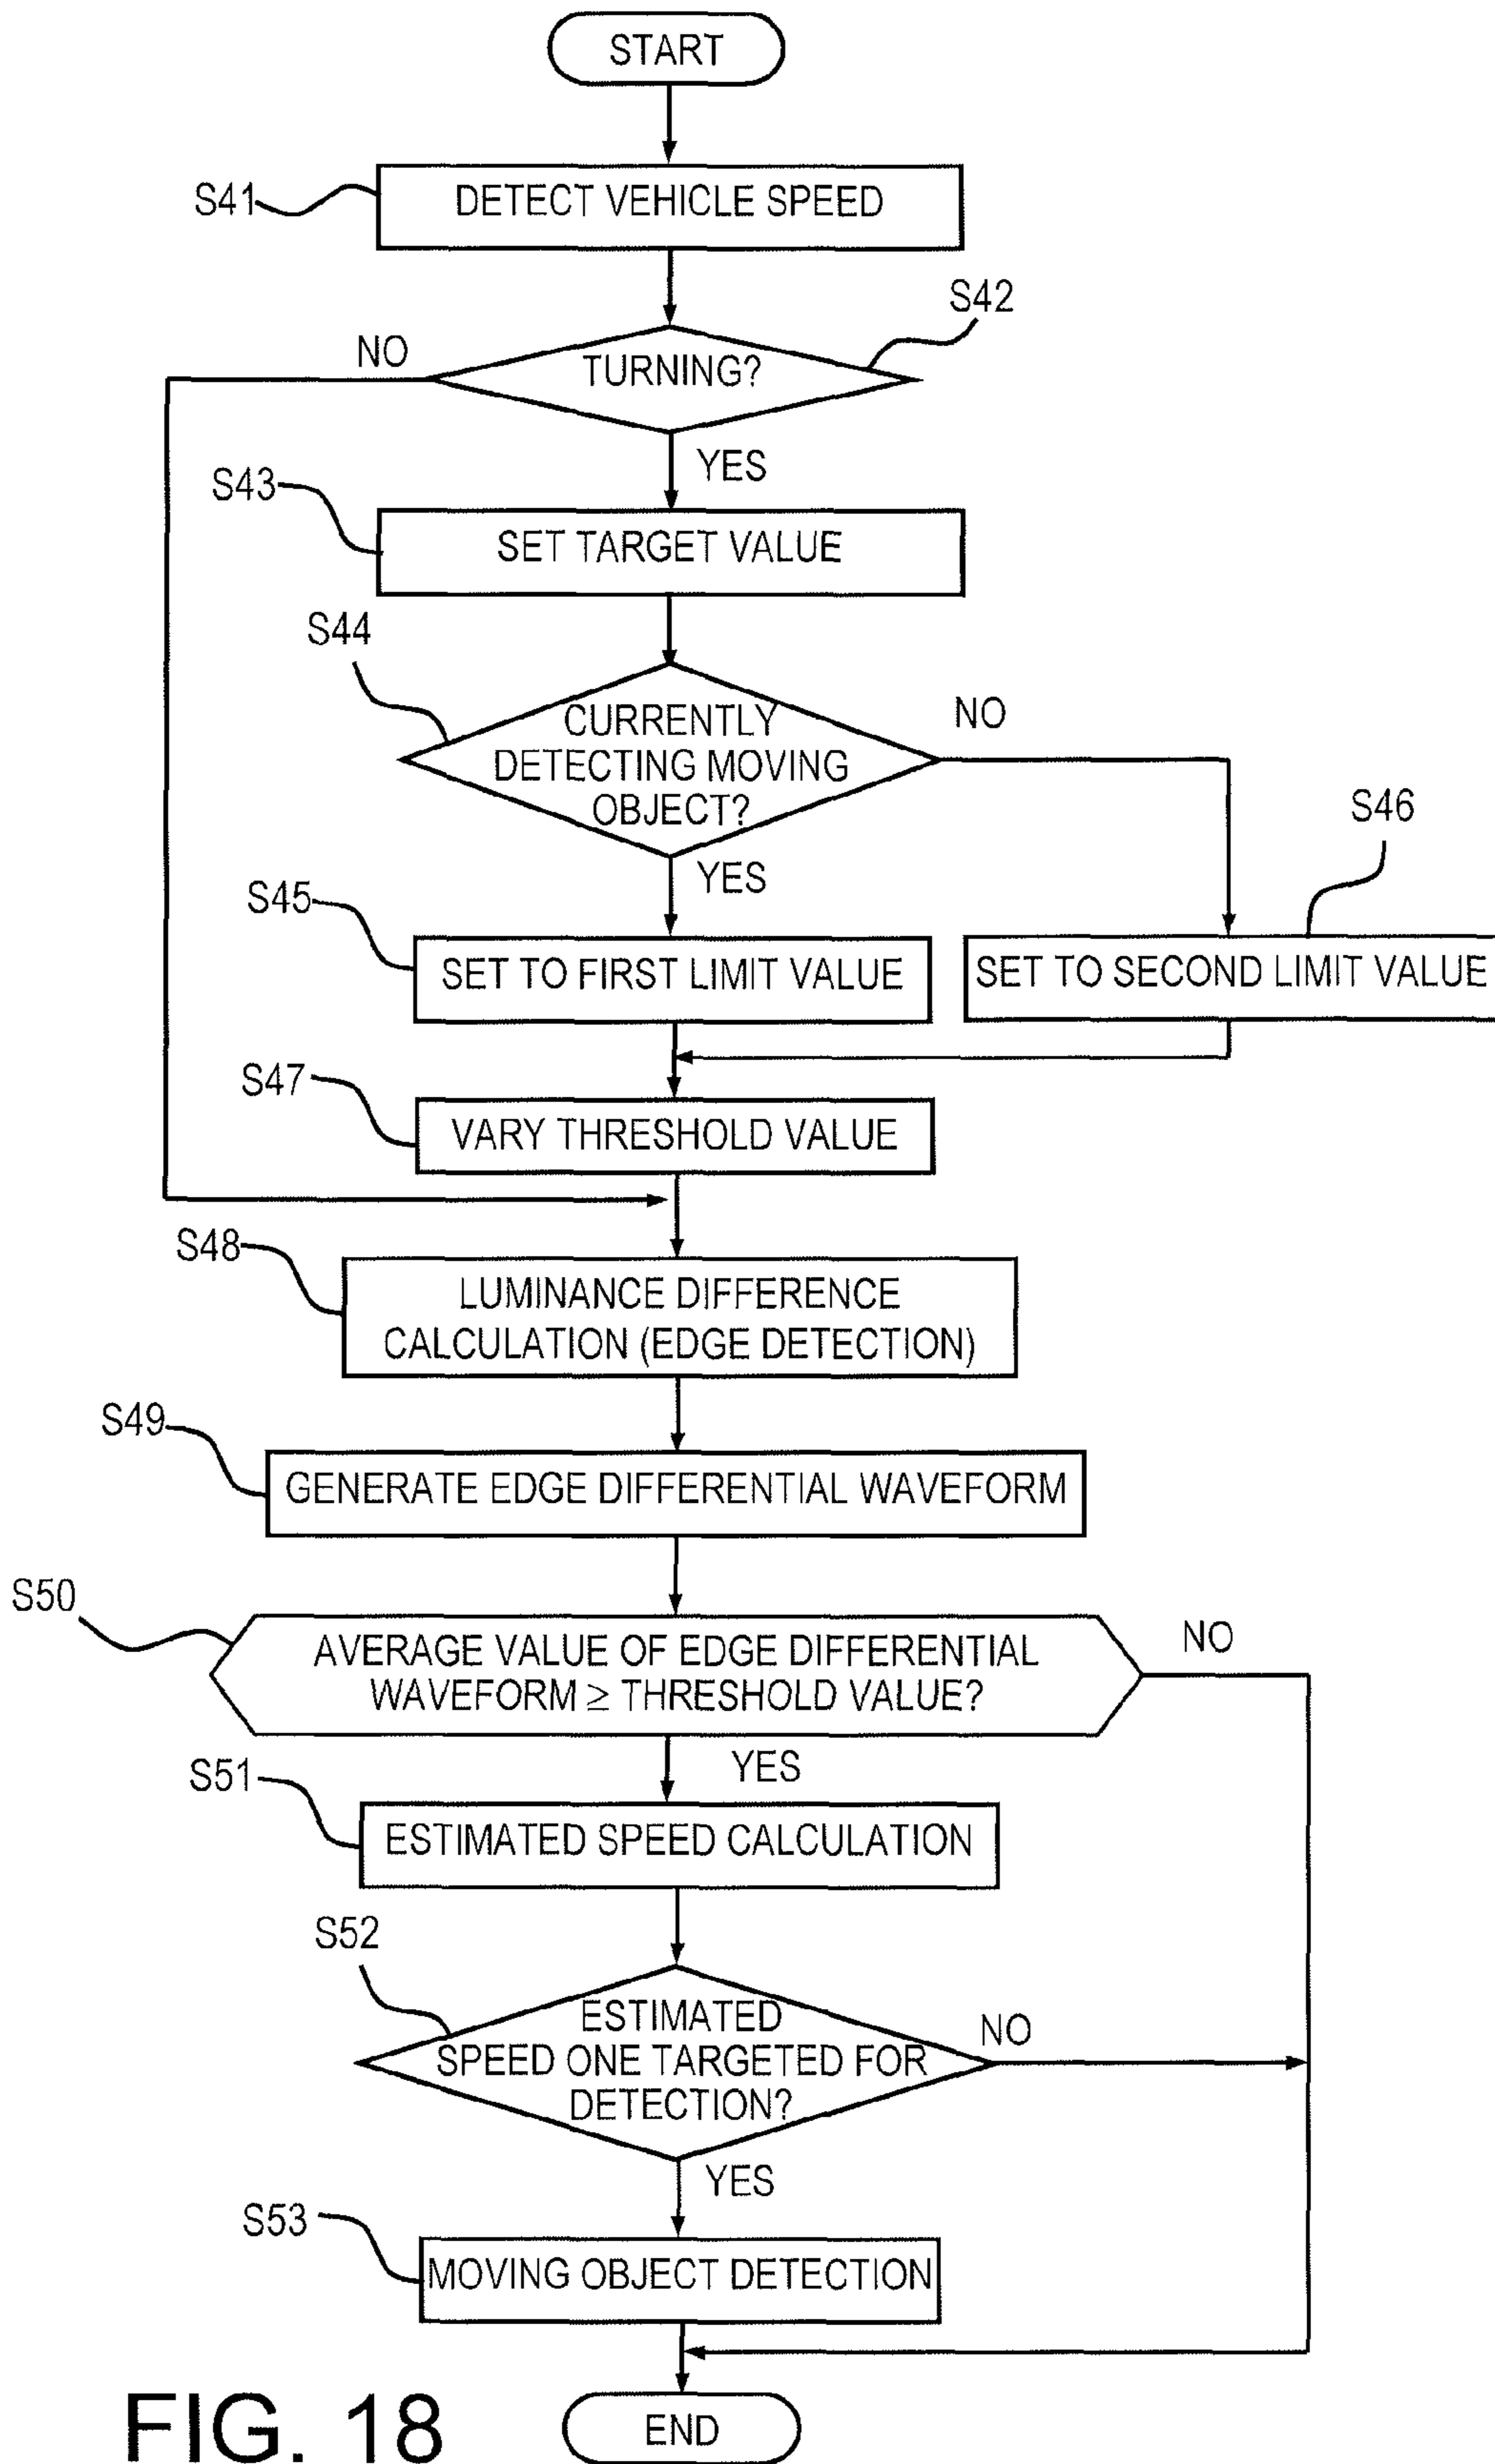 START
S41
DETECT VEHICLE SPEED
S42
NO
TURNING?
YES
S43
SET TARGET VALUE
S44
CURRENTLY
DETECTING MOVING
OBJECT?
NO
S46
YES
S45
SET TO FIRST LIMIT VALUE
SET TO SECOND LIMIT VALUE
S47
VARY THRESHOLD VALUE
S48
LUMINANCE DIFFERENCE
CALCULATION (EDGE DETECTION)
S49
GENERATE EDGE DIFFERENTIAL WAVEFORM
S50
AVERAGE VALUE OF EDGE DIFFERENTIAL
WAVEFORM ≥ THRESHOLD VALUE?
NO
YES
S51
ESTIMATED SPEED CALCULATION
S52
ESTIMATED
SPEED ONE TARGETED FOR
DETECTION?
NO
YES
S53
MOVING OBJECT DETECTION
END
FIG. 18